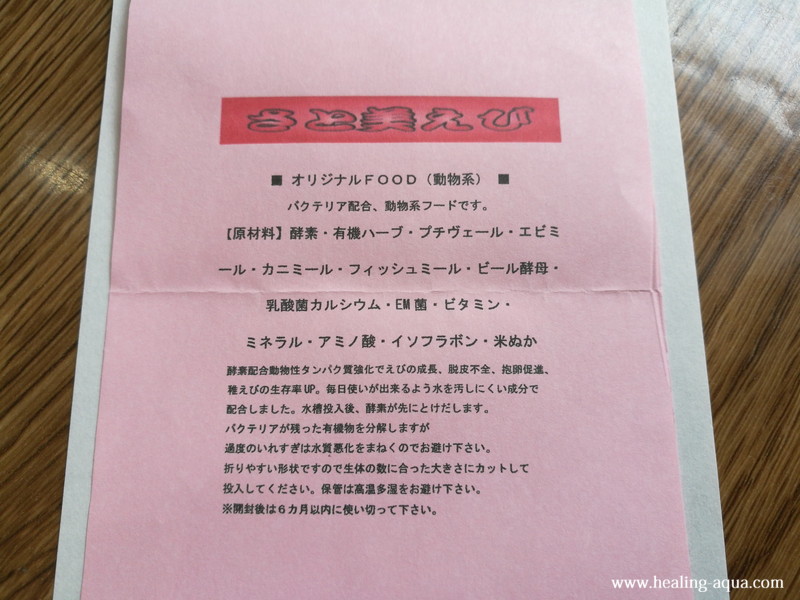 さと美えび
■ オリジナルＦＯＯＤ（動物系） ■
バクテリア配合、動物系フードです。
【原材料】酵素・有機ハーブ・プチヴェール・エビミ
ール・カニミール・フィッシュミール・ビール酵母・
乳酸菌カルシウム・EM菌・ビタミン・
ミネラル・アミノ酸・イソフラボン・米ぬか
酵素配合動物性タンパク質強化でえびの成長、脱皮不全、抱卵促進、
稚えびの生存率UP。毎日使いが出来るよう水を汚しにくい成分で
配合しました。水槽投入後、酵素が先にとけだします。
バクテリアが残った有機物を分解しますが
過度のいれすぎは水質悪化をまねくのでお避け下さい。
折りやすい形状ですので生体の数に合った大きさにカットして
投入してください。保管は高温多湿をお避け下さい。
※開封後は６カ月以内に使い切って下さい。
www.healing-aqua.com